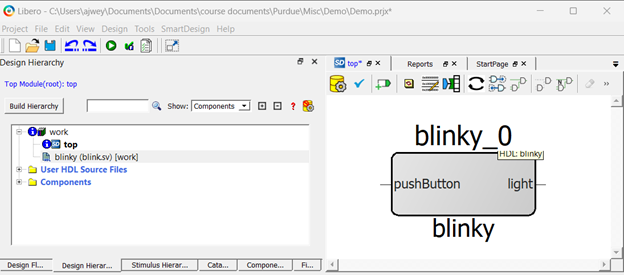 Libero - C:\Users\ajwey\Documents\Documents\course documents\Purdue\Misc\Demo\Demo.prjx*
Project File Edit View Design Tools SmartDesign Help
Design Hierarchy
Top Module(root): top
Build Hierarchy Show: Components
work
SD top
blinky (blink.sv) [work]
User HDL Source Files
Components
Design Fl... Design Hierar... Stimulus Hierar... Cata... Compone... Fi...
SD top* Reports StartPage
blinky_0
HDL: blinky
pushButton light
blinky